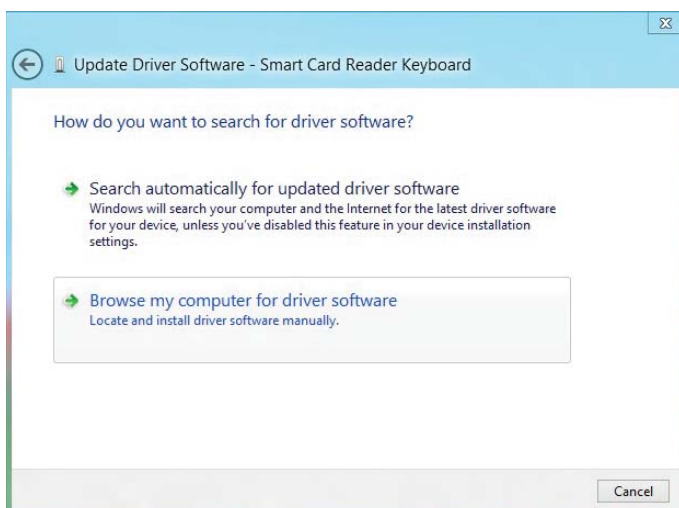 Update Driver Software - Smart Card Reader Keyboard
How do you want to search for driver software?
Search automatically for updated driver software
Windows will search your computer and the Internet for the latest driver software
for your device, unless you've disabled this feature in your device installation
settings.
Browse my computer for driver software
Locate and install driver software manually.
Cancel